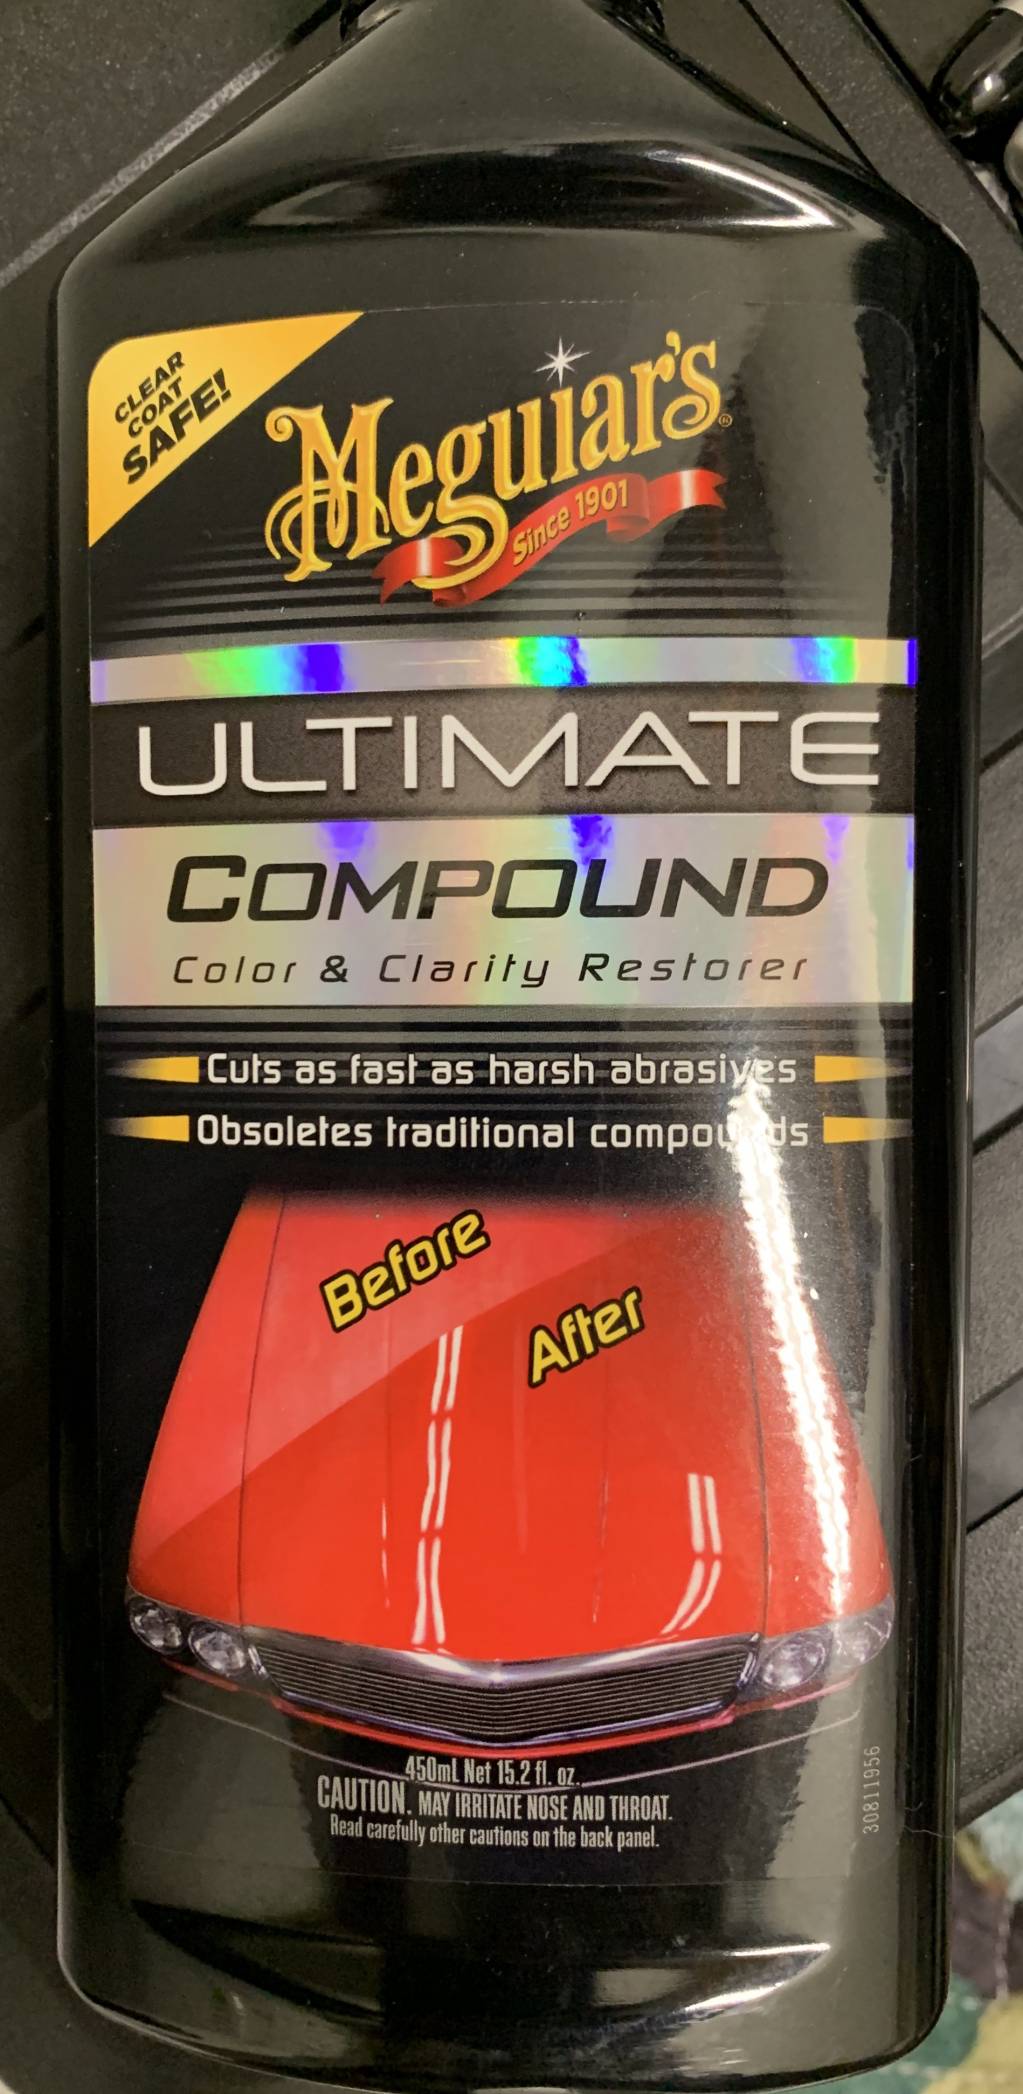 CLEAR
COAT
SAFE!
Meguiar's®
Since 1901
ULTIMATE
COMPOUND
Color & Clarity Restorer
Cuts as fast as harsh abrasives
Obsoletes traditional compounds
Before
After
450mL Net 15.2 fl. oz.
CAUTION. MAY IRRITATE NOSE AND THROAT.
Read carefully other cautions on the back panel.
30811956